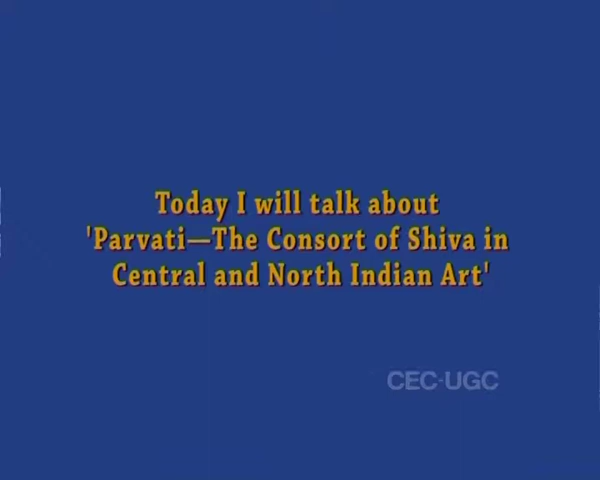 Today I will talk about
'Parvati—The Consort of Shiva in
Central and North Indian Art'
CEC-UGC